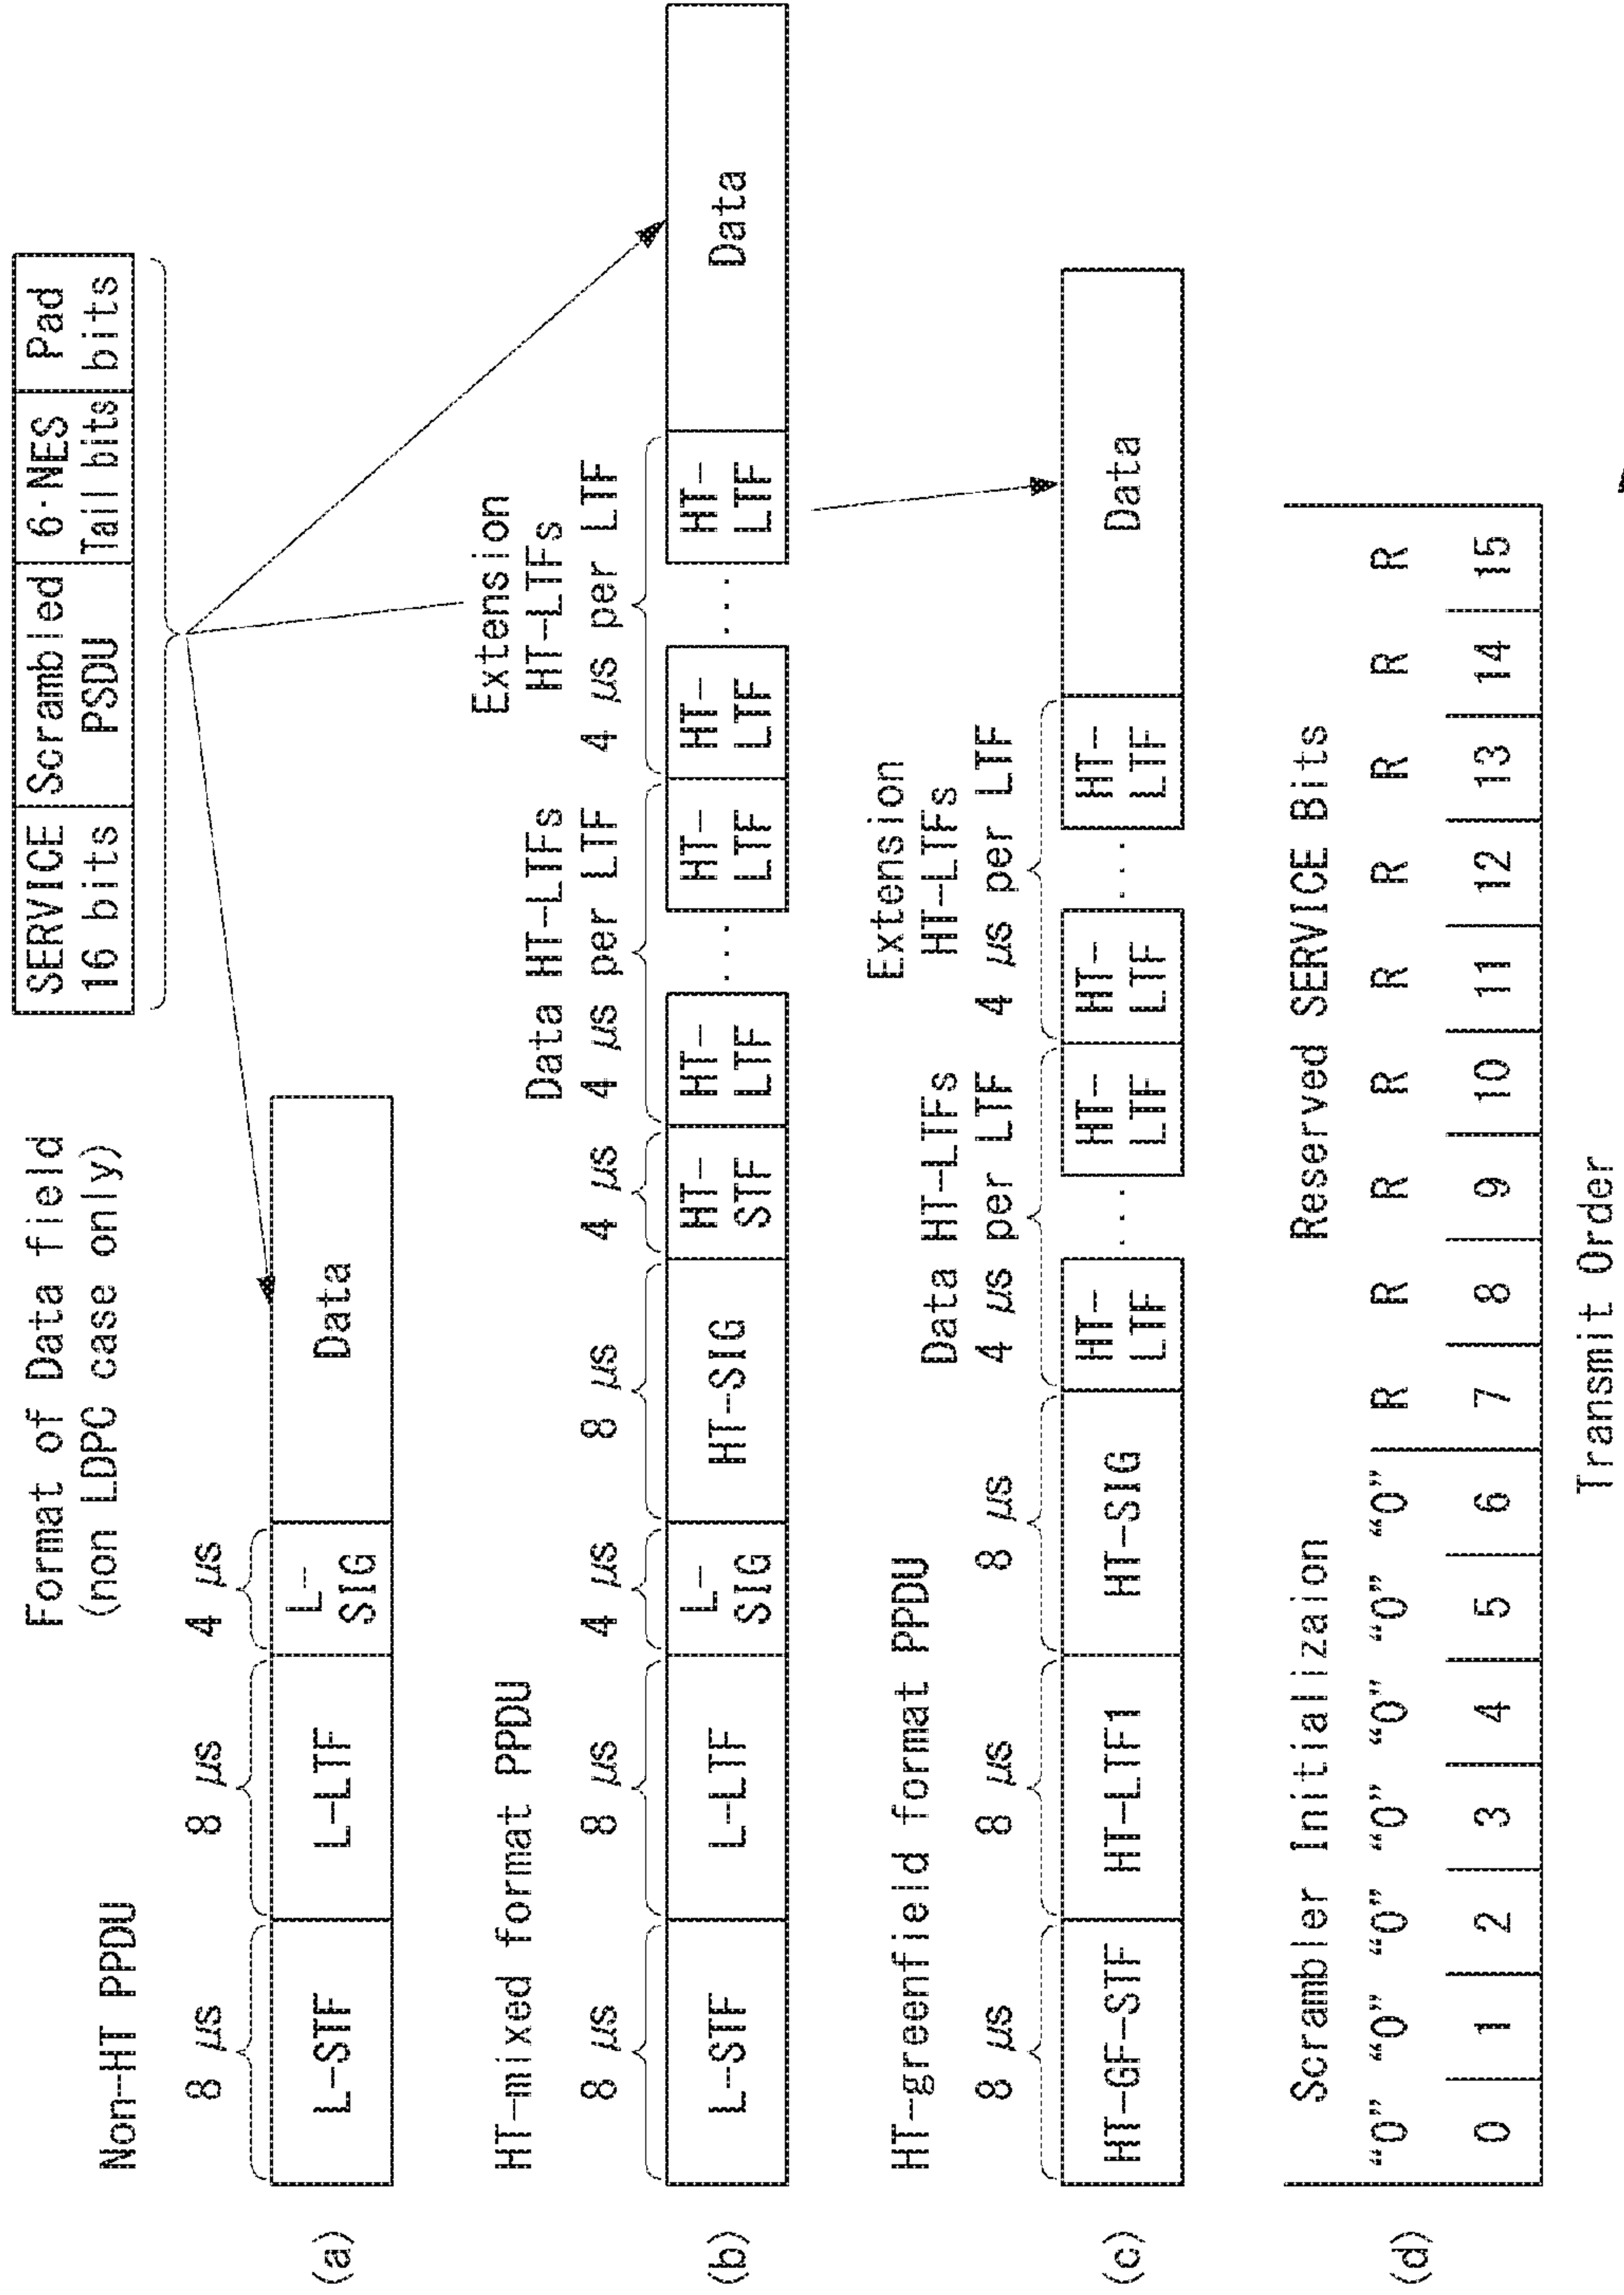 Format of Data field
(non LDPC case only)
SERVICE Scrambled 6·NES Pad
16 bits PSDU Tail bits bits
Non-HT PPDU
8 μs 8 μs 4 μs
(a) L-STF L-LTF L- Data
SIG
HT-mixed format PPDU
Extension
Data HT-LTFs HT-LTFs
8 μs 8 μs 4 μs 8 μs 4 μs 4 μs per LTF 4 μs per LTF
(b) L-STF L-LTF L- HT-SIG HT- HT- ... HT- HT- ... HT- Data
SIG STF LTF LTF LTF LTF
HT-greenfield format PPDU
Extension
Data HT-LTFs HT-LTFs
8 μs 8 μs 8 μs 4 μs per LTF 4 μs per LTF
(c) HT-GF-STF HT-LTF1 HT-SIG HT- ... HT- HT- ... HT- Data
LTF LTF LTF LTF
Scrambler Initializaion Reserved SERVICE Bits
(d) “0” “0” “0” “0” “0” “0” “0” R R R R R R R R R
0 1 2 3 4 5 6 7 8 9 10 11 12 13 14 15
Transmit Order